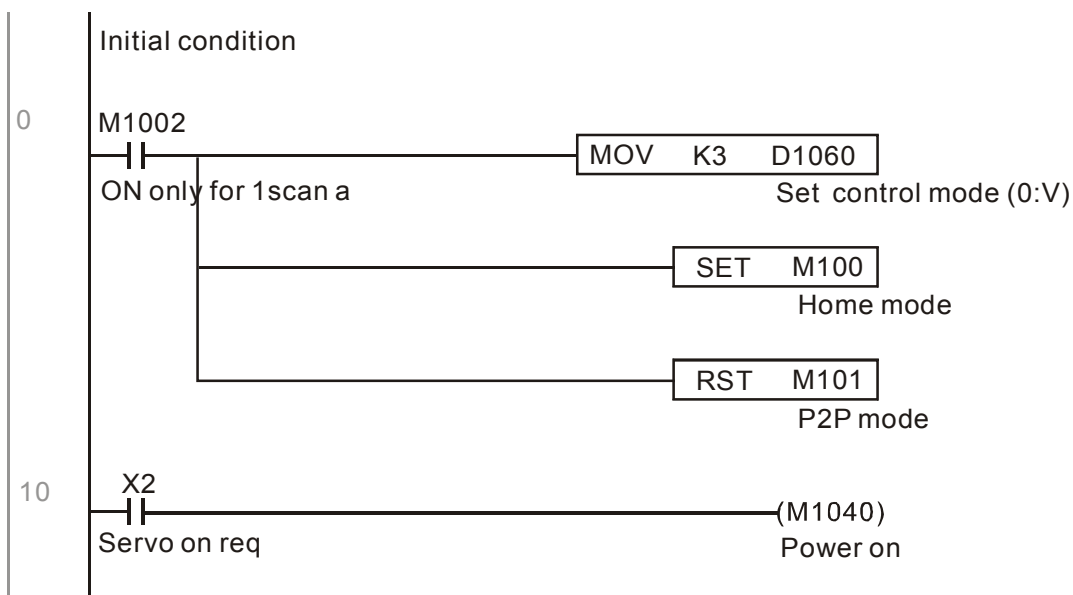 Initial condition
0
M1002
MOV K3 D1060
ON only for 1scan a
Set control mode (0:V)
SET M100
Home mode
RST M101
P2P mode
10
X2
(M1040)
Servo on req
Power on